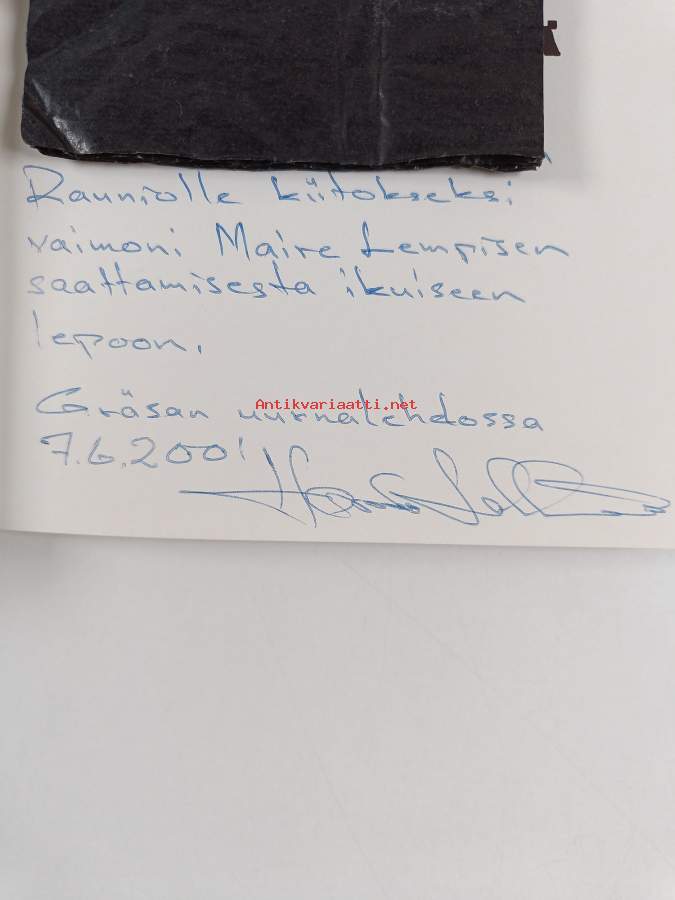 Rauniolle kiitokseksi
vaimoni Maire Lempisen
saattamisesta ikuiseen
lepoon.
Gräsan uurnalehdossa
Antikvariaatti.net
7.6.2001